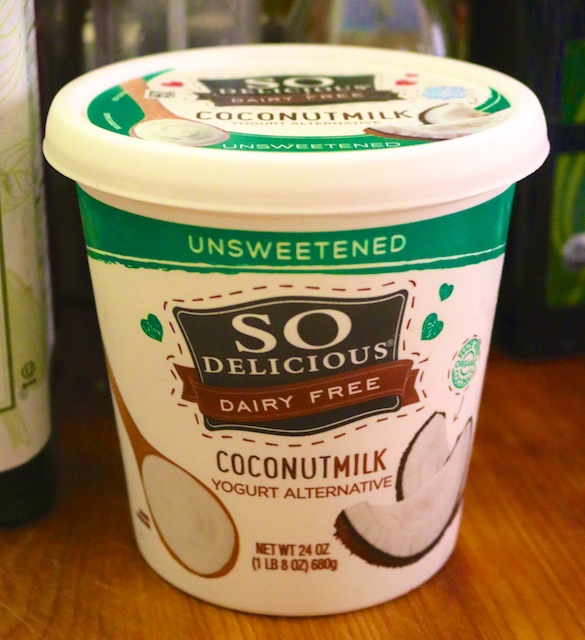 SO
DELICIOUS
DAIRY FREE
COCONUTMILK
YOGURT ALTERNATIVE
UNSWEETENED
UNSWEETENED
SO
DELICIOUS®
DAIRY FREE
ORGANIC
COCONUTMILK
YOGURT ALTERNATIVE
NET WT 24 OZ
(1 LB 8 OZ) 680g